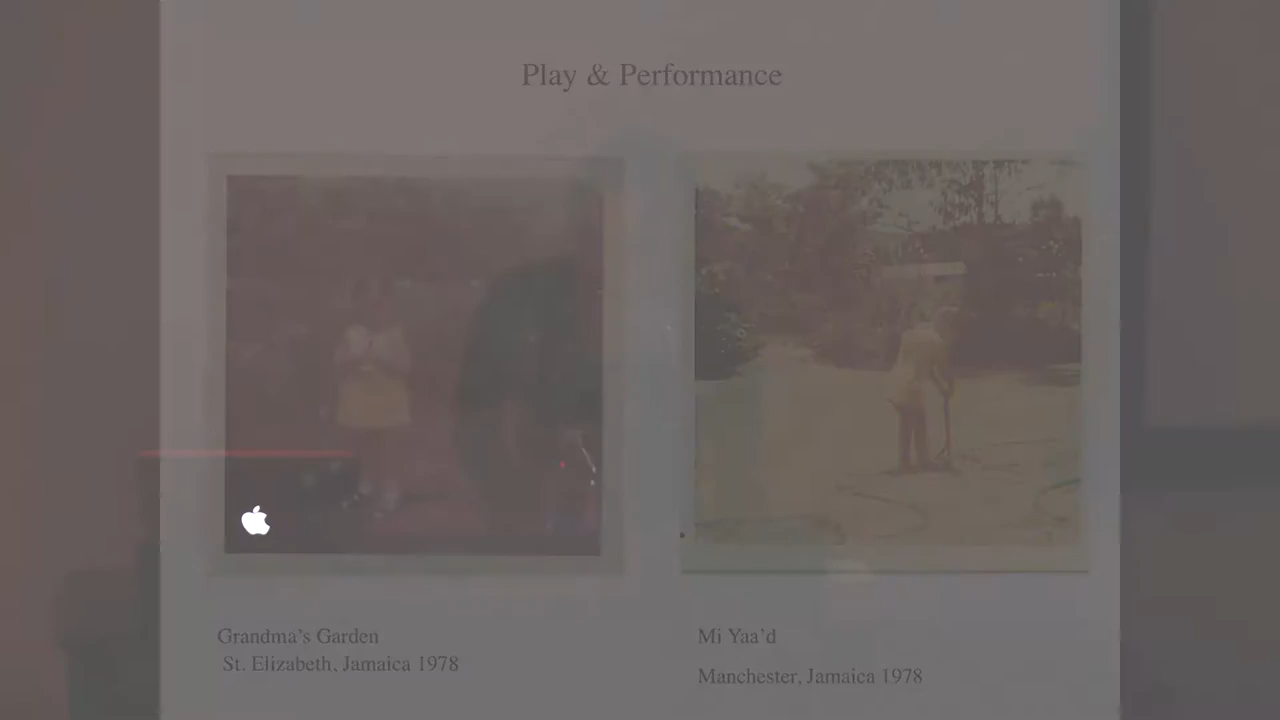 Play & Performance
Grandma's Garden
St. Elizabeth, Jamaica 1978
Mi Yaa'd
Manchester, Jamaica 1978